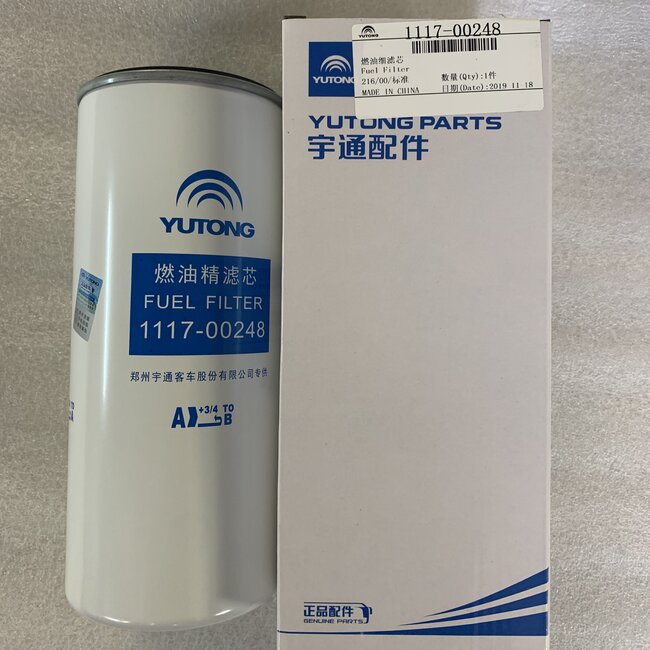 YUTONG
燃油精滤芯
FUEL FILTER
1117-00248
郑州宇通客车股份有限公司专供
A +3/4 TO B
YUTONG
YUTONG
1117-00248
燃油细滤芯
Fuel Filter
216/00/标准
数量(Qty):1件
MADE IN CHINA
日期(Date):2019-11-18
YUTONG PARTS
宇通配件
正品配件
GENUINE PARTS